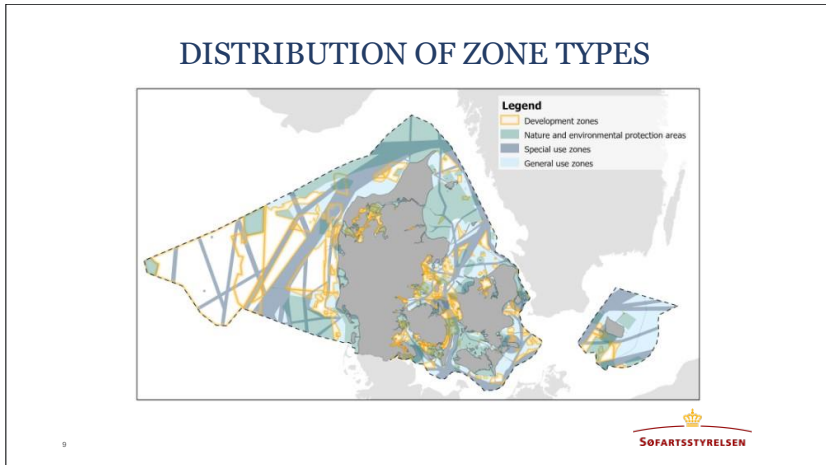 DISTRIBUTION OF ZONE TYPES
Legend
Development zones
Nature and environmental protection areas
Special use zones
General use zones
9
SØFARTSSTYRELSEN